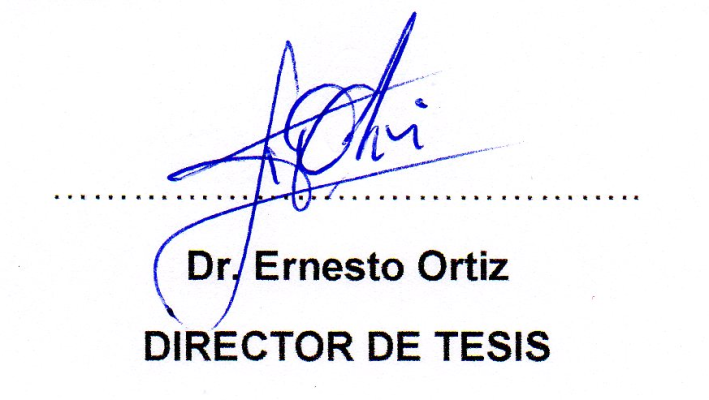 Dr. Ernesto Ortiz
DIRECTOR DE TESIS